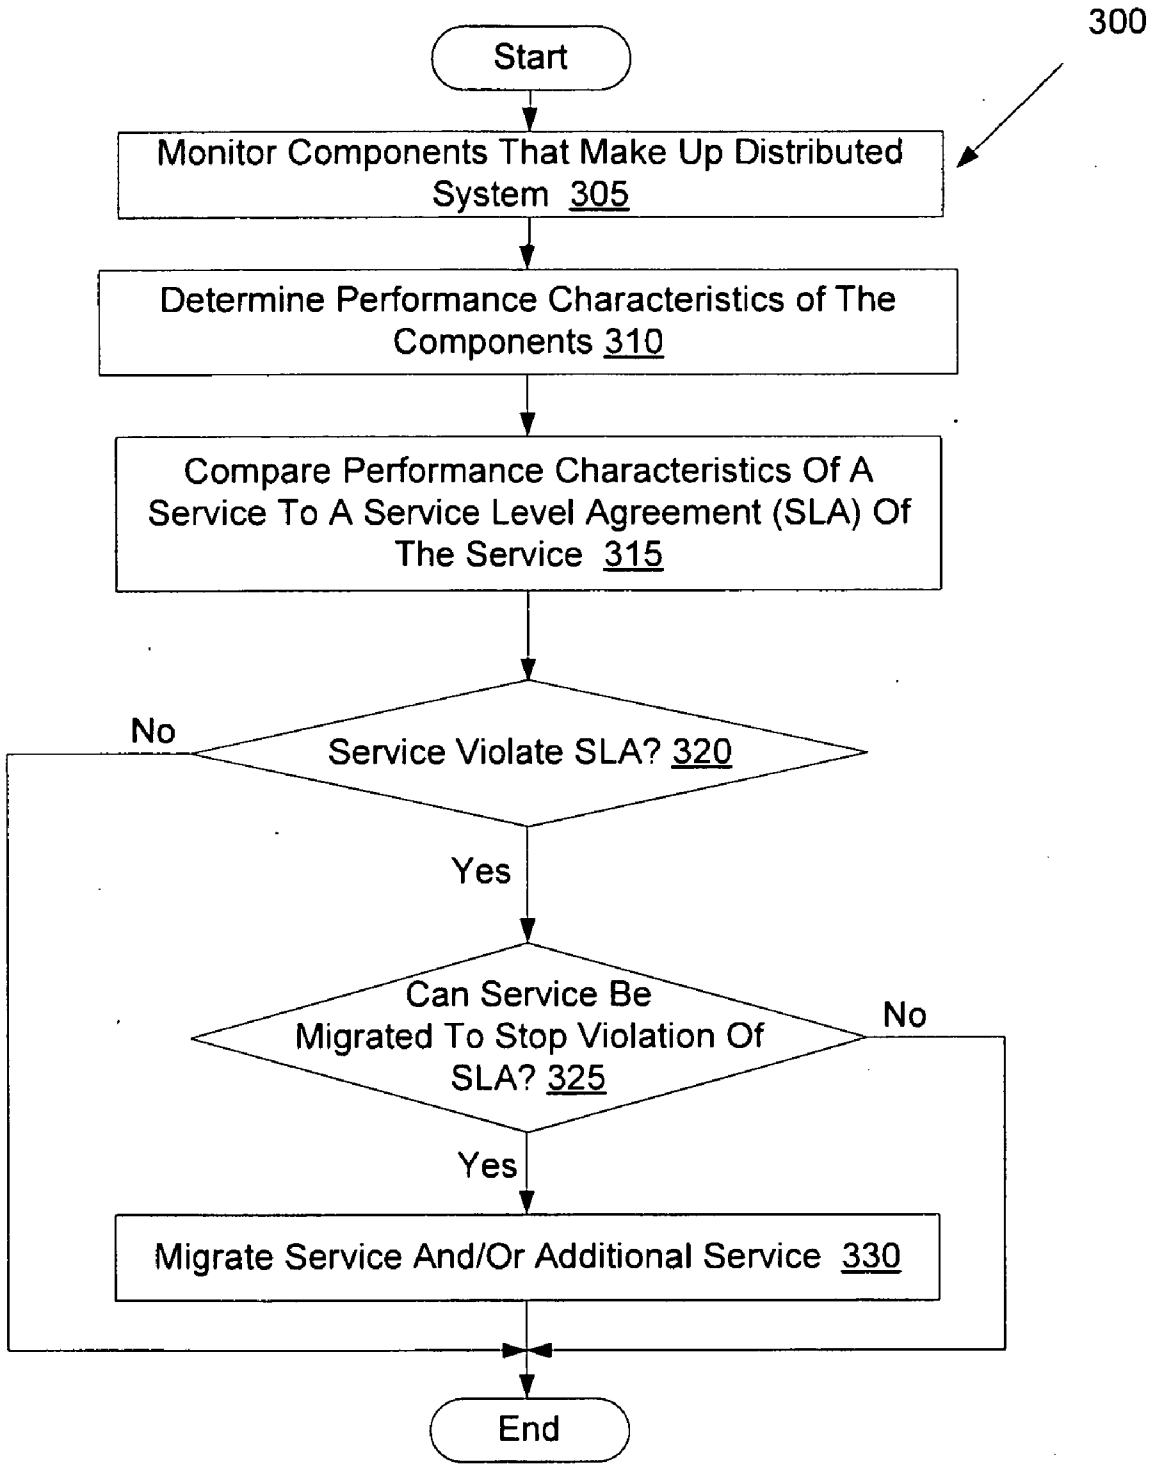 300
Start
Monitor Components That Make Up Distributed
System 305
Determine Performance Characteristics of The
Components 310
Compare Performance Characteristics Of A
Service To A Service Level Agreement (SLA) Of
The Service 315
No
Service Violate SLA? 320
Yes
Can Service Be
Migrated To Stop Violation Of
SLA? 325
No
Yes
Migrate Service And/Or Additional Service 330
End